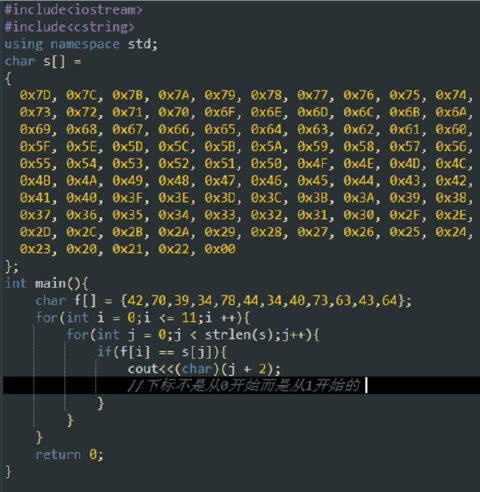 #include<iostream>
#include<cstring>
using namespace std;
char s[] =
{
  0x7D, 0x7C, 0x7B, 0x7A, 0x79, 0x78, 0x77, 0x76, 0x75, 0x74,
  0x73, 0x72, 0x71, 0x70, 0x6F, 0x6E, 0x6D, 0x6C, 0x6B, 0x6A,
  0x69, 0x68, 0x67, 0x66, 0x65, 0x64, 0x63, 0x62, 0x61, 0x60,
  0x5F, 0x5E, 0x5D, 0x5C, 0x5B, 0x5A, 0x59, 0x58, 0x57, 0x56,
  0x55, 0x54, 0x53, 0x52, 0x51, 0x50, 0x4F, 0x4E, 0x4D, 0x4C,
  0x4B, 0x4A, 0x49, 0x48, 0x47, 0x46, 0x45, 0x44, 0x43, 0x42,
  0x41, 0x40, 0x3F, 0x3E, 0x3D, 0x3C, 0x3B, 0x3A, 0x39, 0x38,
  0x37, 0x36, 0x35, 0x34, 0x33, 0x32, 0x31, 0x30, 0x2F, 0x2E,
  0x2D, 0x2C, 0x2B, 0x2A, 0x29, 0x28, 0x27, 0x26, 0x25, 0x24,
  0x23, 0x20, 0x21, 0x22, 0x00
};
int main(){
    char f[] = {42,70,39,34,78,44,34,40,73,63,43,64};
    for(int i = 0;i <= 11;i ++){
        for(int j = 0;j < strlen(s);j++){
            if(f[i] == s[j]){
                cout<<(char)(j + 2);
                //下标不是从0开始而是从1开始的
            }
        }
    }
    return 0;
}